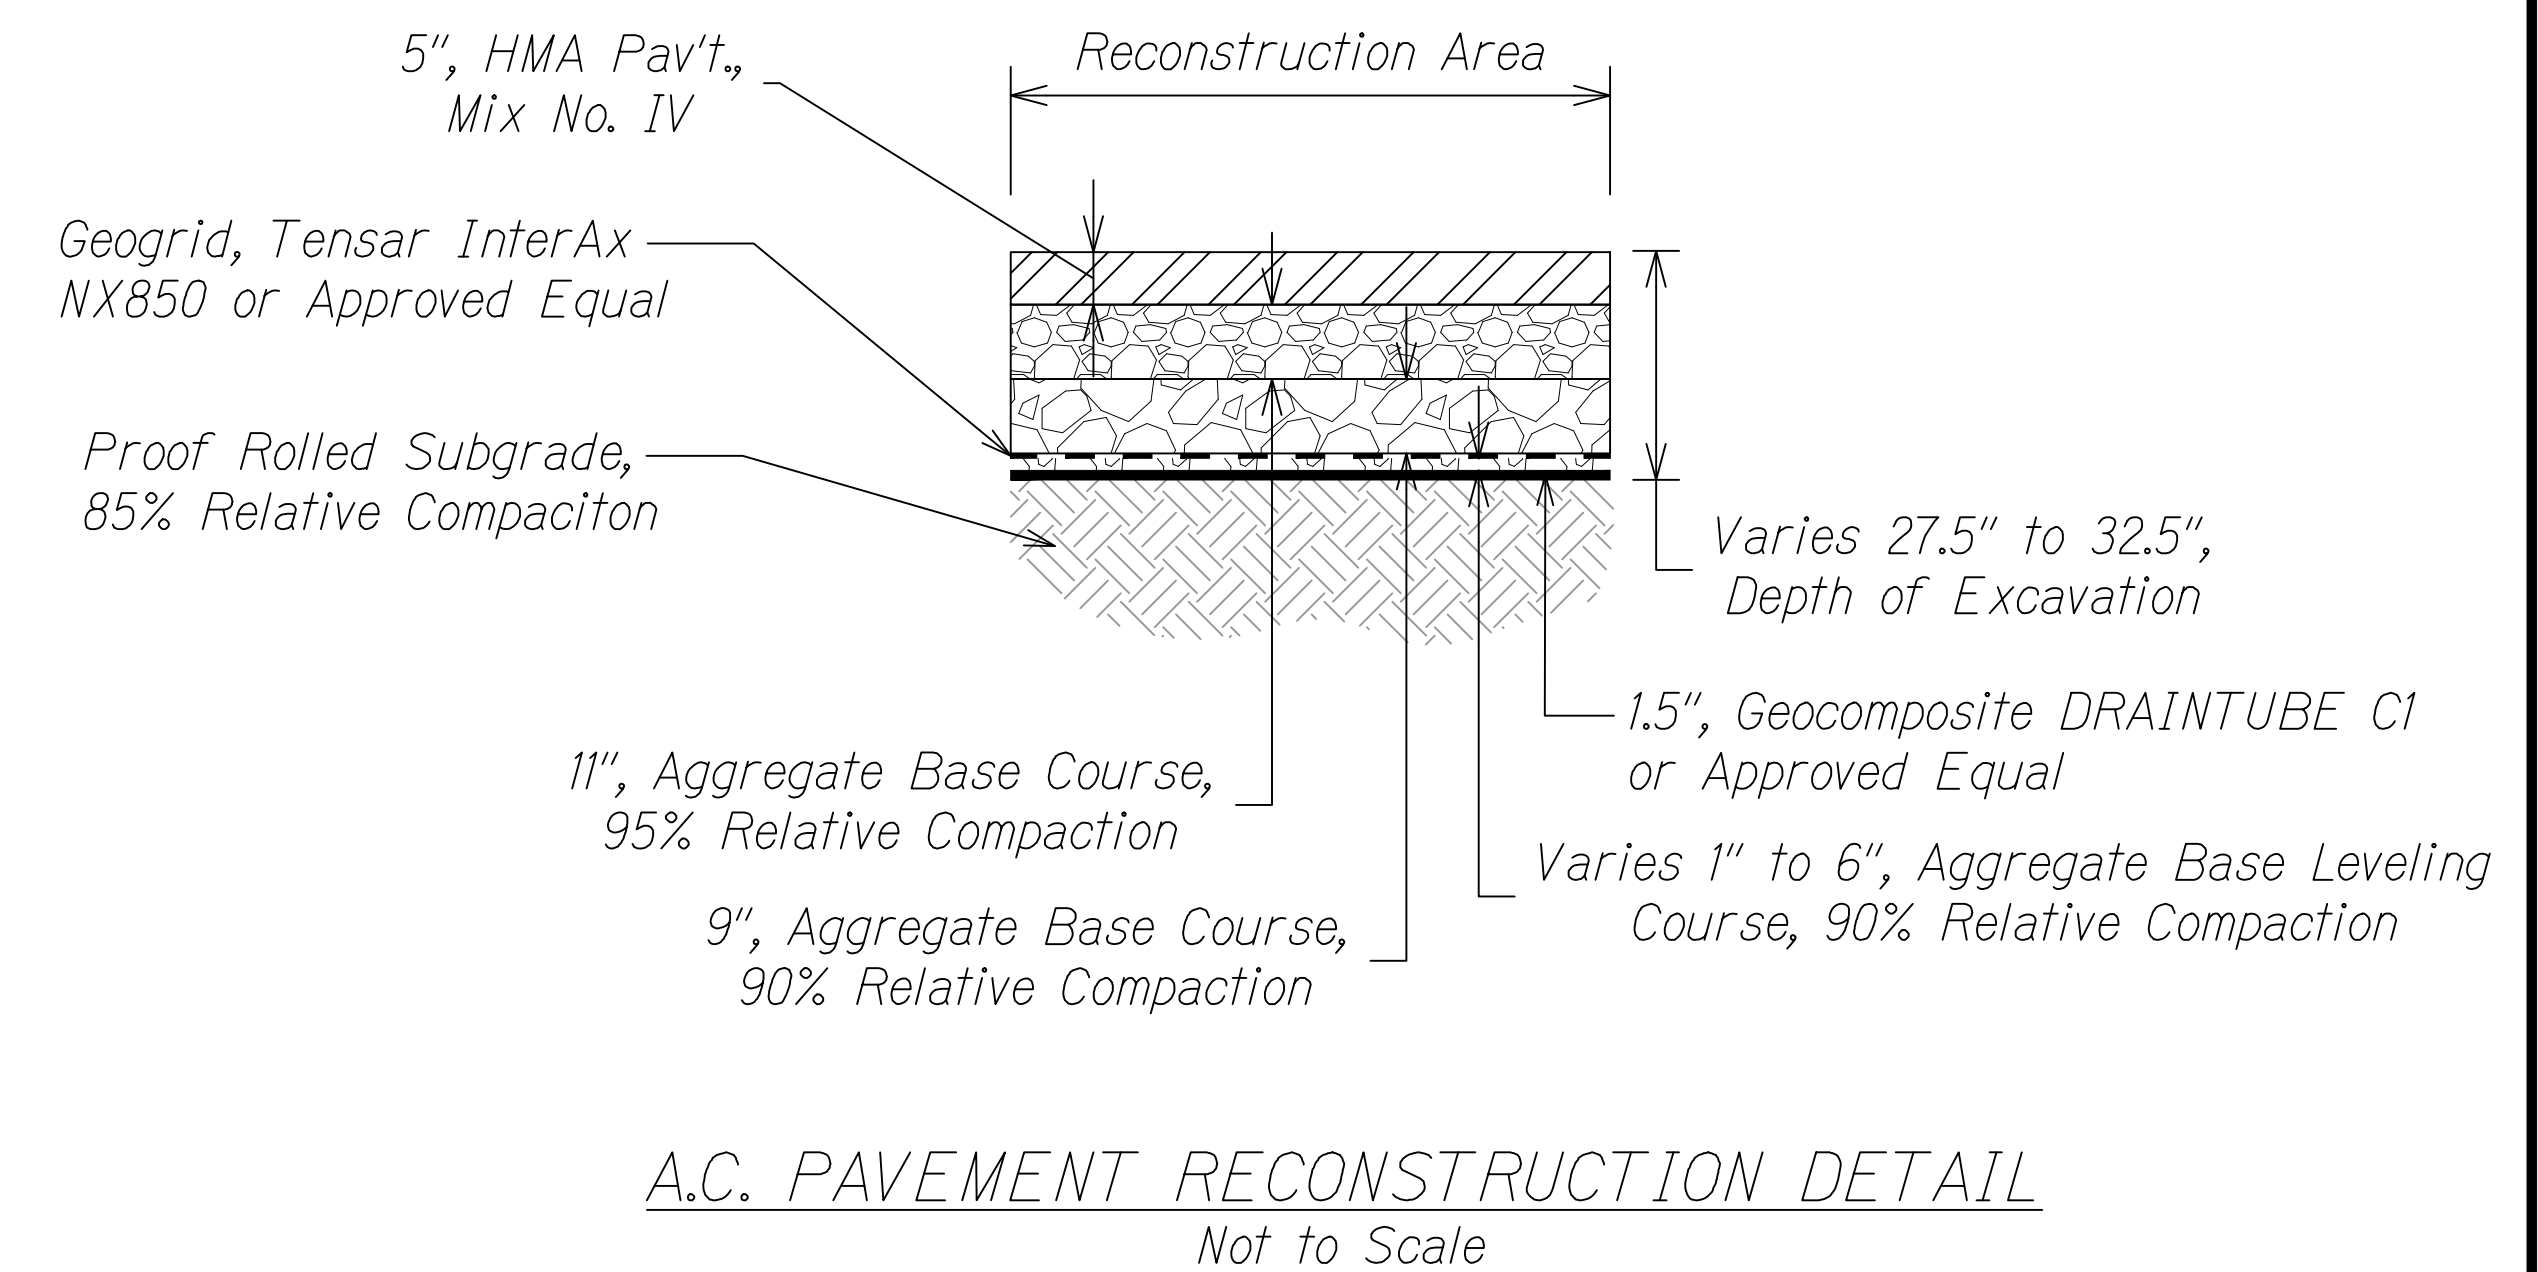 5", HMA Pav't.,
Mix No. IV
Reconstruction Area
Geogrid, Tensar InterAx
NX850 or Approved Equal
Proof Rolled Subgrade,
85% Relative Compaciton
Varies 27.5" to 32.5",
Depth of Excavation
1.5", Geocomposite DRAINTUBE C1
or Approved Equal
11", Aggregate Base Course,
95% Relative Compaction
Varies 1" to 6", Aggregate Base Leveling
Course, 90% Relative Compaction
9", Aggregate Base Course,
90% Relative Compaction
A.C. PAVEMENT RECONSTRUCTION DETAIL
Not to Scale